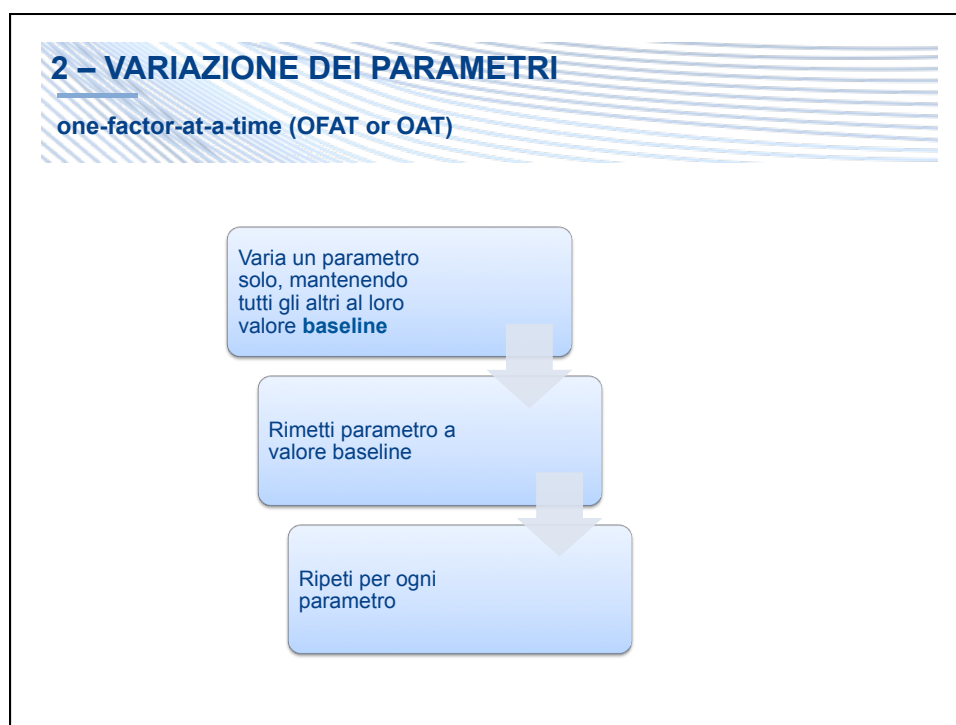 2 – VARIAZIONE DEI PARAMETRI
one-factor-at-a-time (OFAT or OAT)
Varia un parametro
solo, mantenendo
tutti gli altri al loro
valore baseline
Rimetti parametro a
valore baseline
Ripeti per ogni
parametro